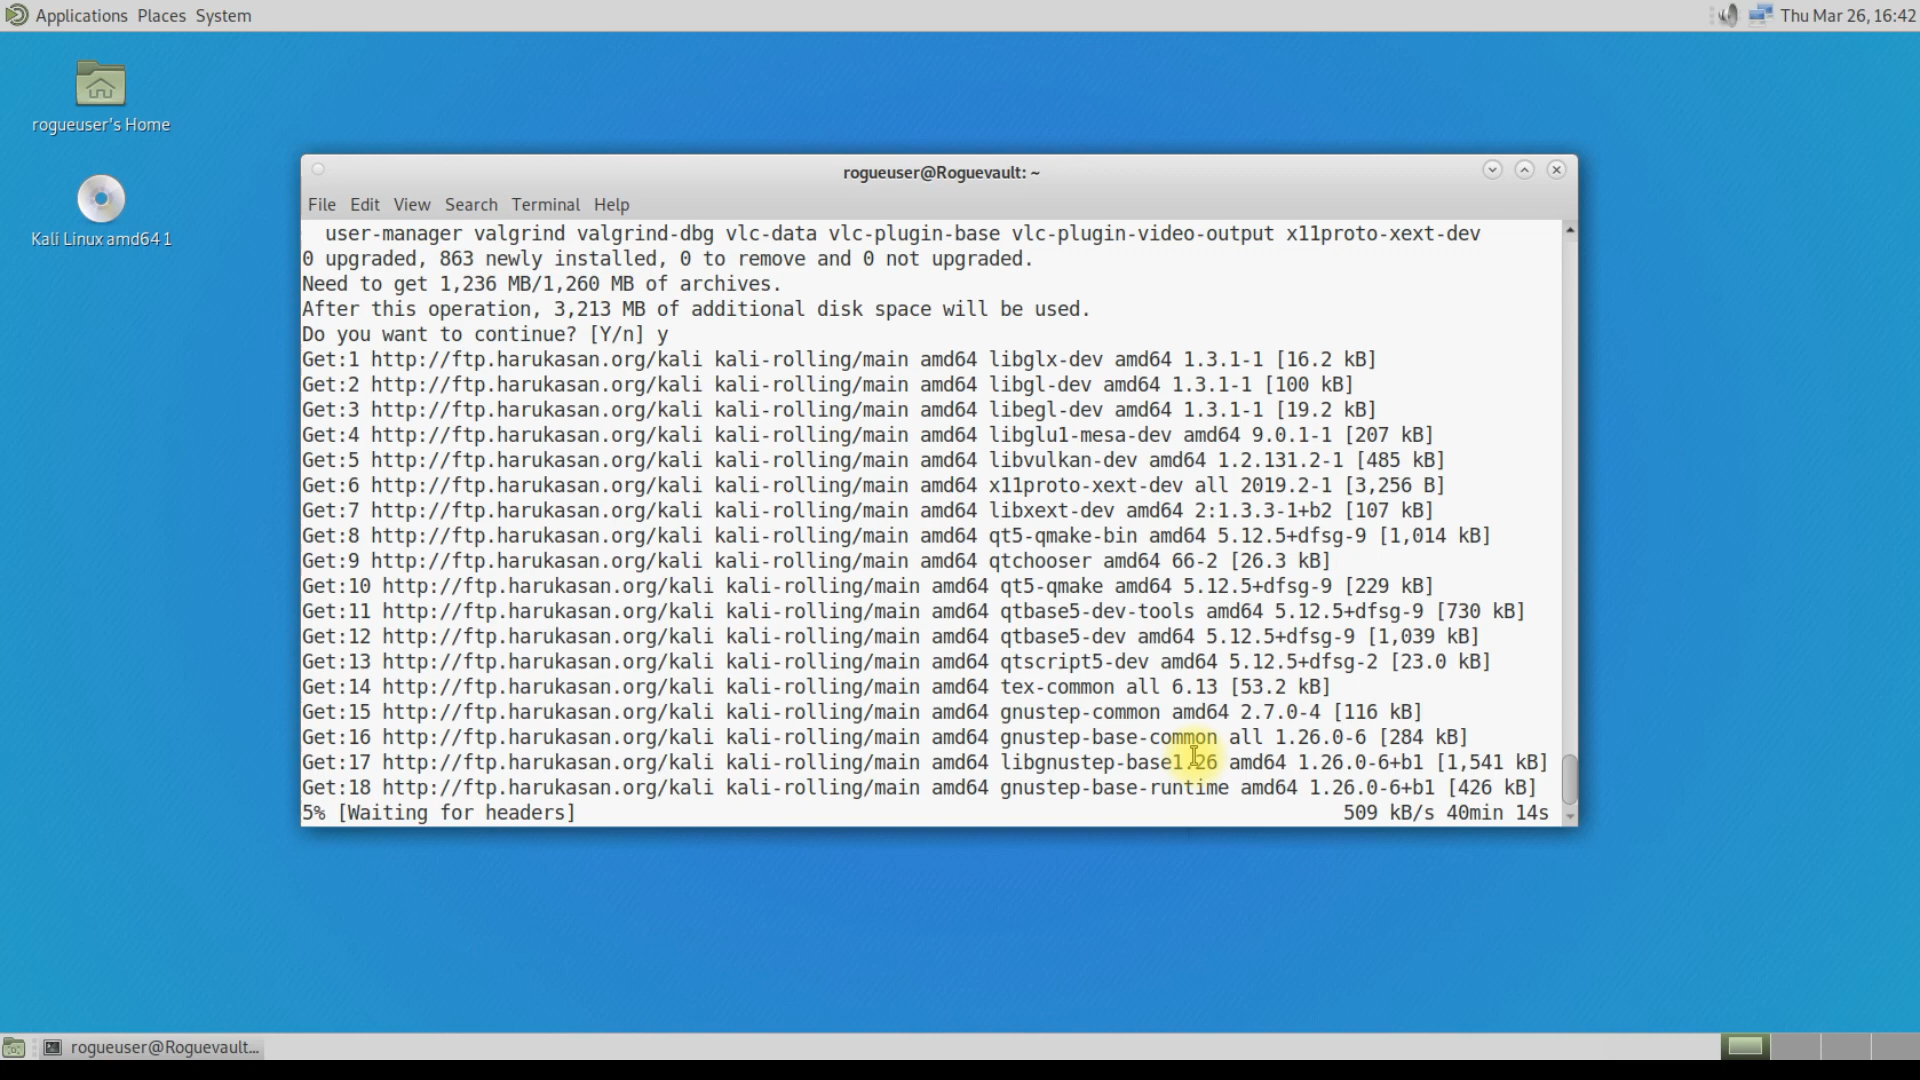 Applications Places System
Thu Mar 26, 16:42
rogueuser's Home
Kali Linux amd64 1
rogueuser@Roguevault: ~
File Edit View Search Terminal Help
user-manager valgrind valgrind-dbg vlc-data vlc-plugin-base vlc-plugin-video-output x11proto-xext-dev
0 upgraded, 863 newly installed, 0 to remove and 0 not upgraded.
Need to get 1,236 MB/1,260 MB of archives.
After this operation, 3,213 MB of additional disk space will be used.
Do you want to continue? [Y/n] y
Get:1 http://ftp.harukasan.org/kali kali-rolling/main amd64 libglx-dev amd64 1.3.1-1 [16.2 kB]
Get:2 http://ftp.harukasan.org/kali kali-rolling/main amd64 libgl-dev amd64 1.3.1-1 [100 kB]
Get:3 http://ftp.harukasan.org/kali kali-rolling/main amd64 libegl-dev amd64 1.3.1-1 [19.2 kB]
Get:4 http://ftp.harukasan.org/kali kali-rolling/main amd64 libglu1-mesa-dev amd64 9.0.1-1 [207 kB]
Get:5 http://ftp.harukasan.org/kali kali-rolling/main amd64 libvulkan-dev amd64 1.2.131.2-1 [485 kB]
Get:6 http://ftp.harukasan.org/kali kali-rolling/main amd64 x11proto-xext-dev all 2019.2-1 [3,256 B]
Get:7 http://ftp.harukasan.org/kali kali-rolling/main amd64 libxext-dev amd64 2:1.3.3-1+b2 [107 kB]
Get:8 http://ftp.harukasan.org/kali kali-rolling/main amd64 qt5-qmake-bin amd64 5.12.5+dfsg-9 [1,014 kB]
Get:9 http://ftp.harukasan.org/kali kali-rolling/main amd64 qtchooser amd64 66-2 [26.3 kB]
Get:10 http://ftp.harukasan.org/kali kali-rolling/main amd64 qt5-qmake amd64 5.12.5+dfsg-9 [229 kB]
Get:11 http://ftp.harukasan.org/kali kali-rolling/main amd64 qtbase5-dev-tools amd64 5.12.5+dfsg-9 [730 kB]
Get:12 http://ftp.harukasan.org/kali kali-rolling/main amd64 qtbase5-dev amd64 5.12.5+dfsg-9 [1,039 kB]
Get:13 http://ftp.harukasan.org/kali kali-rolling/main amd64 qtscript5-dev amd64 5.12.5+dfsg-2 [23.0 kB]
Get:14 http://ftp.harukasan.org/kali kali-rolling/main amd64 tex-common all 6.13 [53.2 kB]
Get:15 http://ftp.harukasan.org/kali kali-rolling/main amd64 gnustep-common amd64 2.7.0-4 [116 kB]
Get:16 http://ftp.harukasan.org/kali kali-rolling/main amd64 gnustep-base-common all 1.26.0-6 [284 kB]
Get:17 http://ftp.harukasan.org/kali kali-rolling/main amd64 libgnustep-base1.26 amd64 1.26.0-6+b1 [1,541 kB]
Get:18 http://ftp.harukasan.org/kali kali-rolling/main amd64 gnustep-base-runtime amd64 1.26.0-6+b1 [426 kB]
5% [Waiting for headers] 509 kB/s 40min 14s
rogueuser@Roguevault...